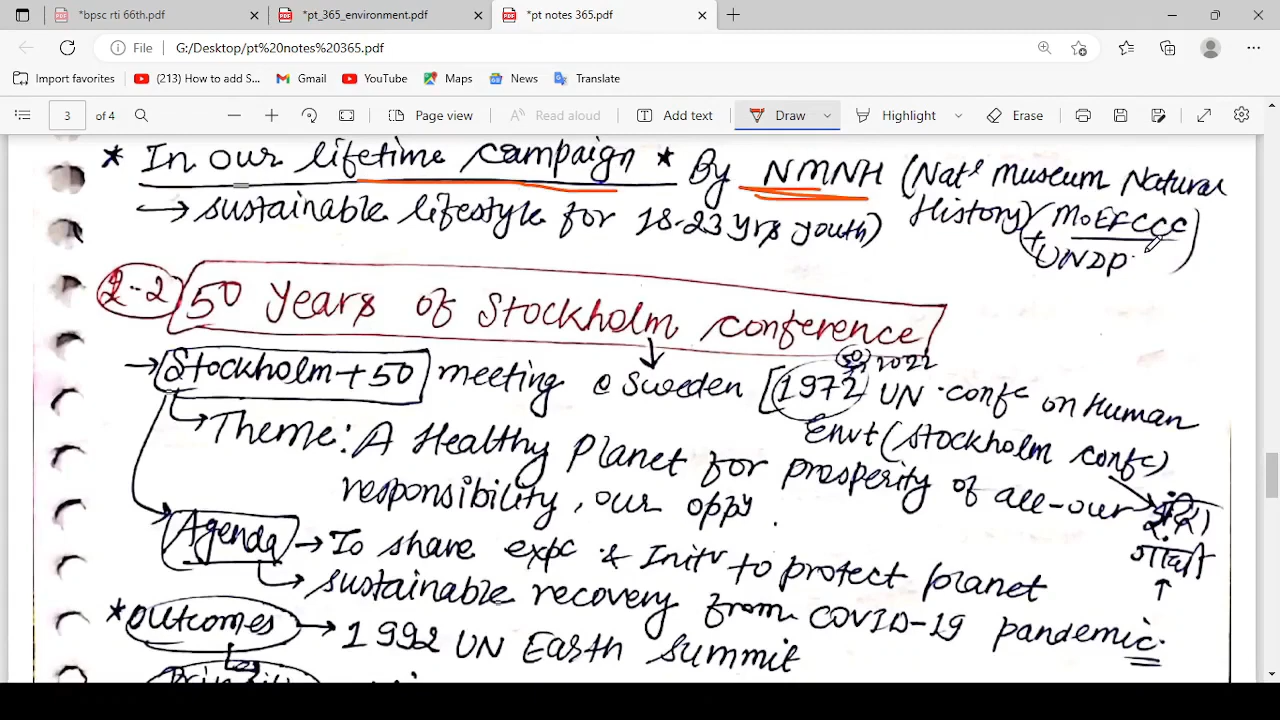 *bpsc rti 66th.pdf
*pt_365_environment.pdf
*pt notes 365.pdf
File G:/Desktop/pt%20notes%20365.pdf
Import favorites (213) How to add S... Gmail YouTube Maps News Translate
3 of 4 Page view Read aloud Add text Draw Highlight Erase
* In our lifetime campaign * By NMNH (Natl Museum Natural
History) (MoEFCCC
→ sustainable lifestyle for 18-23 yrs youth)
+ UNDP)
2.2 50 Years of Stockholm conference
→ Stockholm+50 meeting @ Sweden [1972 UN confc on Human
50 2022
Envt (Stockholm confc)
→ Theme: A Healthy Planet for prosperity of all-our
responsibility, our oppy.
Agenda → To share expc & Initv to protect planet
→ sustainable recovery from COVID-19 pandemic.
* Outcomes → 1992 UN Earth Summit